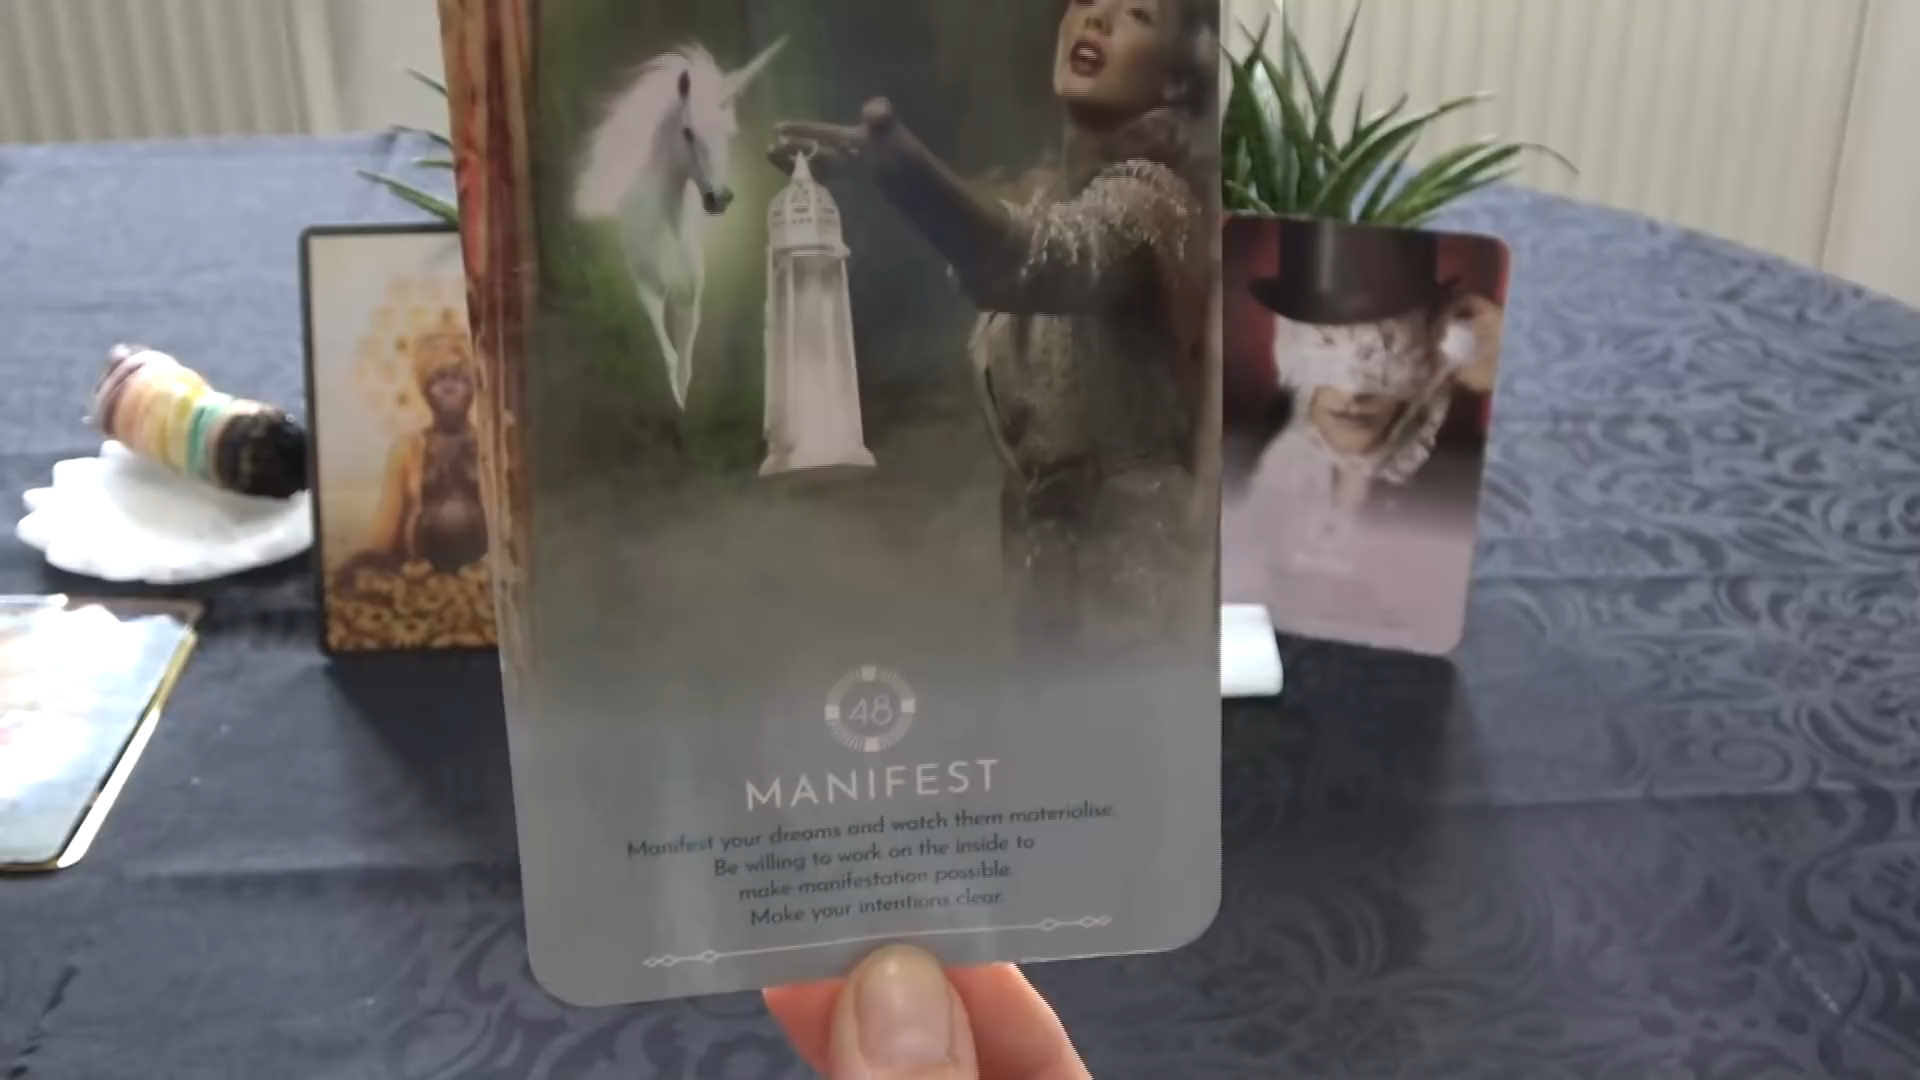 48
MANIFEST
Manifest your dreams and watch them materialise.
Be willing to work on the inside to
make manifestation possible.
Make your intentions clear.